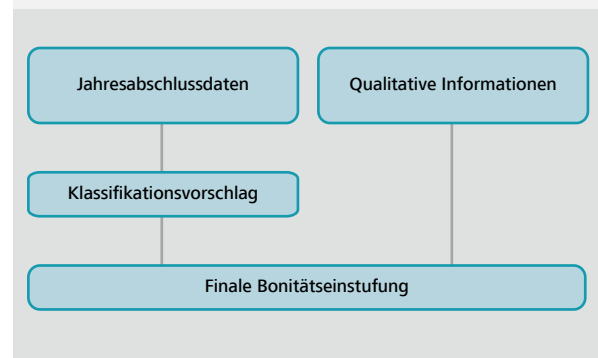 Jahresabschlussdaten
Qualitative Informationen
Klassifikationsvorschlag
Finale Bonitätseinstufung